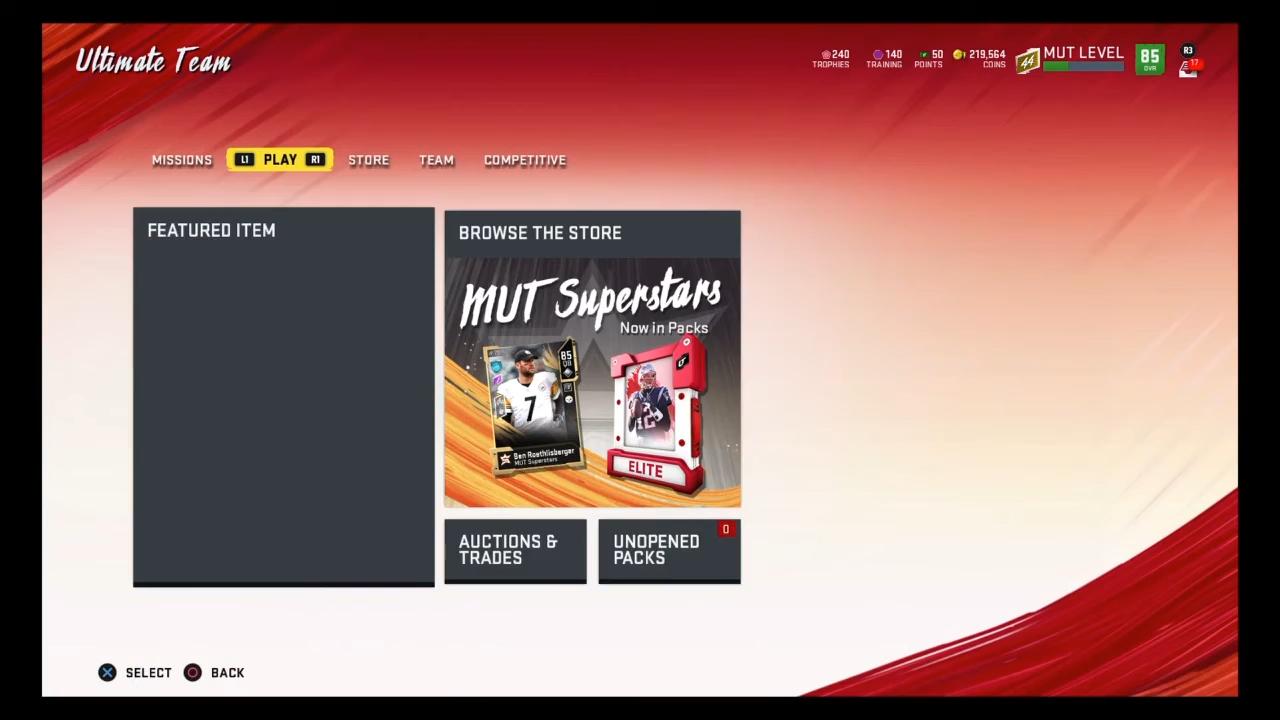 Ultimate Team
240
TROPHIES
140
TRAINING
50
POINTS
219,564
COINS
44
MUT LEVEL
85
OVR
R3
17
MISSIONS
L1 PLAY R1
STORE
TEAM
COMPETITIVE
FEATURED ITEM
BROWSE THE STORE
MUT Superstars
Now in Packs
85
7
Ben Roethlisberger
MUT Superstars
12
ELITE
AUCTIONS &
TRADES
UNOPENED
PACKS
0
SELECT
BACK